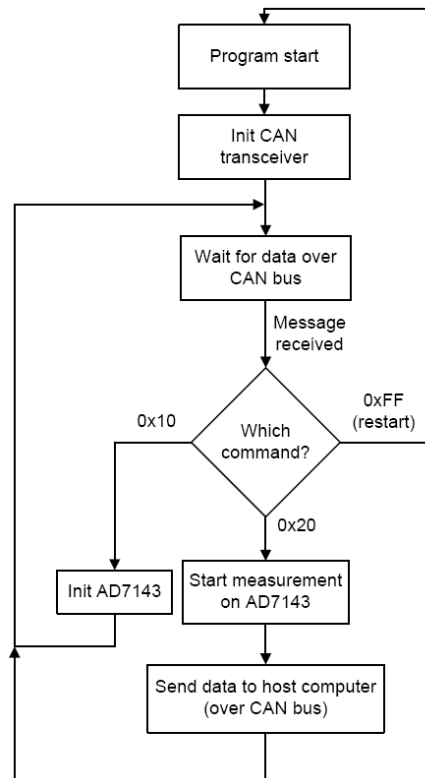 Program start
Init CAN
transceiver
Wait for data over
CAN bus
Message
received
0x10
Which
command?
0xFF
(restart)
0x20
Init AD7143
Start measurement
on AD7143
Send data to host computer
(over CAN bus)